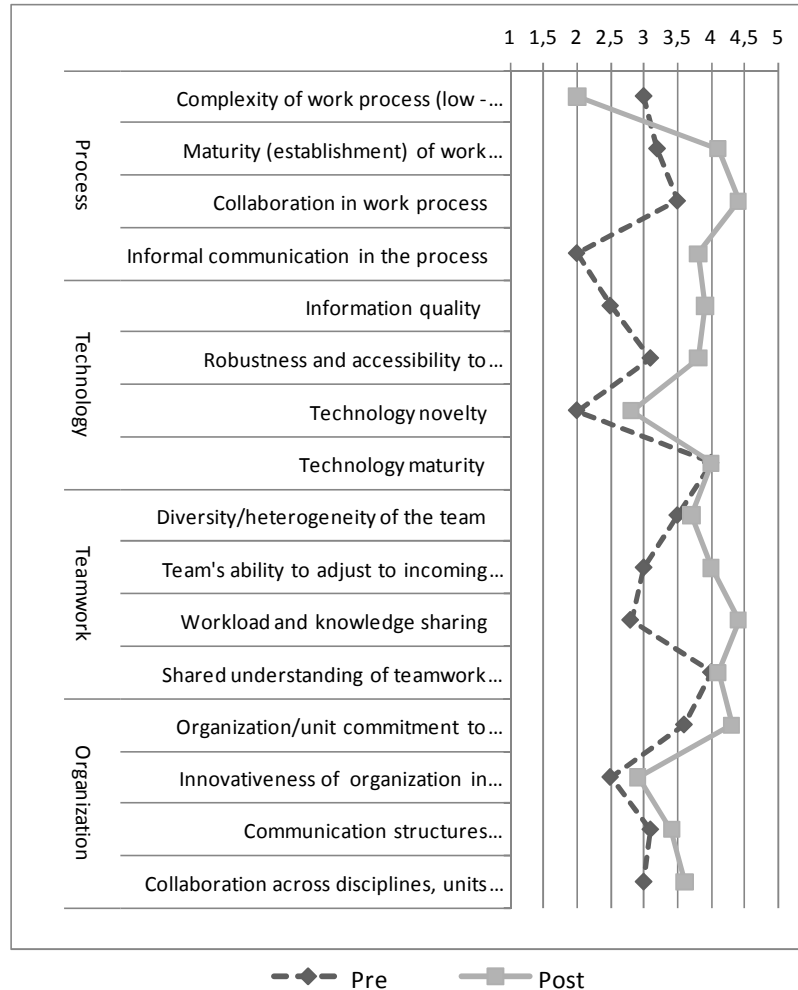 1 1,5 2 2,5 3 3,5 4 4,5 5
Process
Complexity of work process (low - ...
Maturity (establishment) of work ...
Collaboration in work process
Informal communication in the process
Technology
Information quality
Robustness and accessibility to ...
Technology novelty
Technology maturity
Teamwork
Diversity/heterogeneity of the team
Team's ability to adjust to incoming ...
Workload and knowledge sharing
Shared understanding of teamwork ...
Organization
Organization/unit commitment to ...
Innovativeness of organization in ...
Communication structures ...
Collaboration across disciplines, units ...
Pre Post